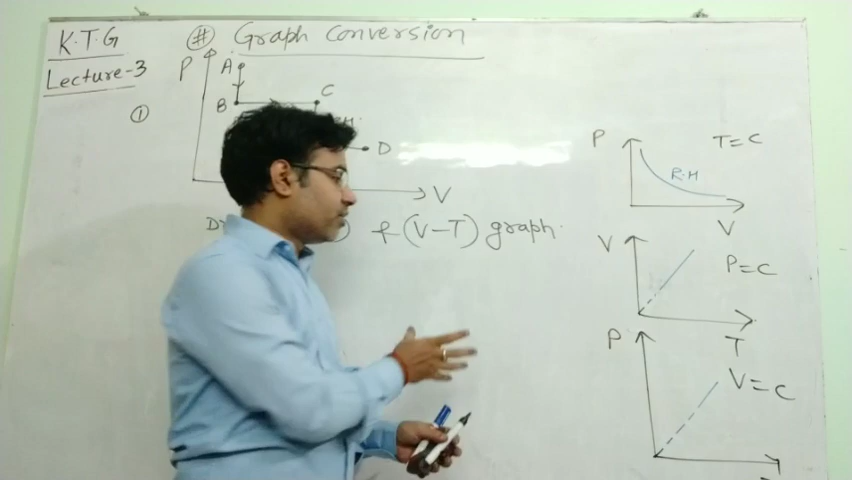 K.T.G
# Graph Conversion
Lecture-3
①
P
A
B
C
D
V
& (V-T) graph.
P
T=C
R.H
V
V
P=C
T
P
V=C